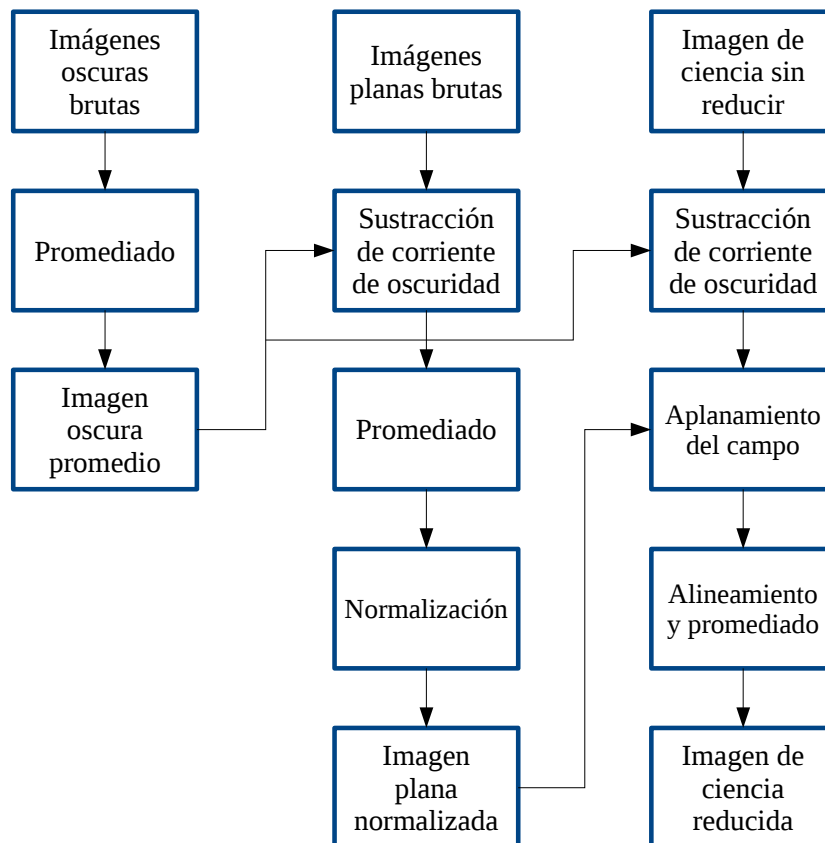 Imágenes
oscuras
brutas
Promediado
Imagen
oscura
promedio
Imágenes
planas brutas
Sustracción
de corriente
de oscuridad
Promediado
Normalización
Imagen
plana
normalizada
Imagen de
ciencia sin
reducir
Sustracción
de corriente
de oscuridad
Aplanamiento
del campo
Alineamiento
y promediado
Imagen de
ciencia
reducida